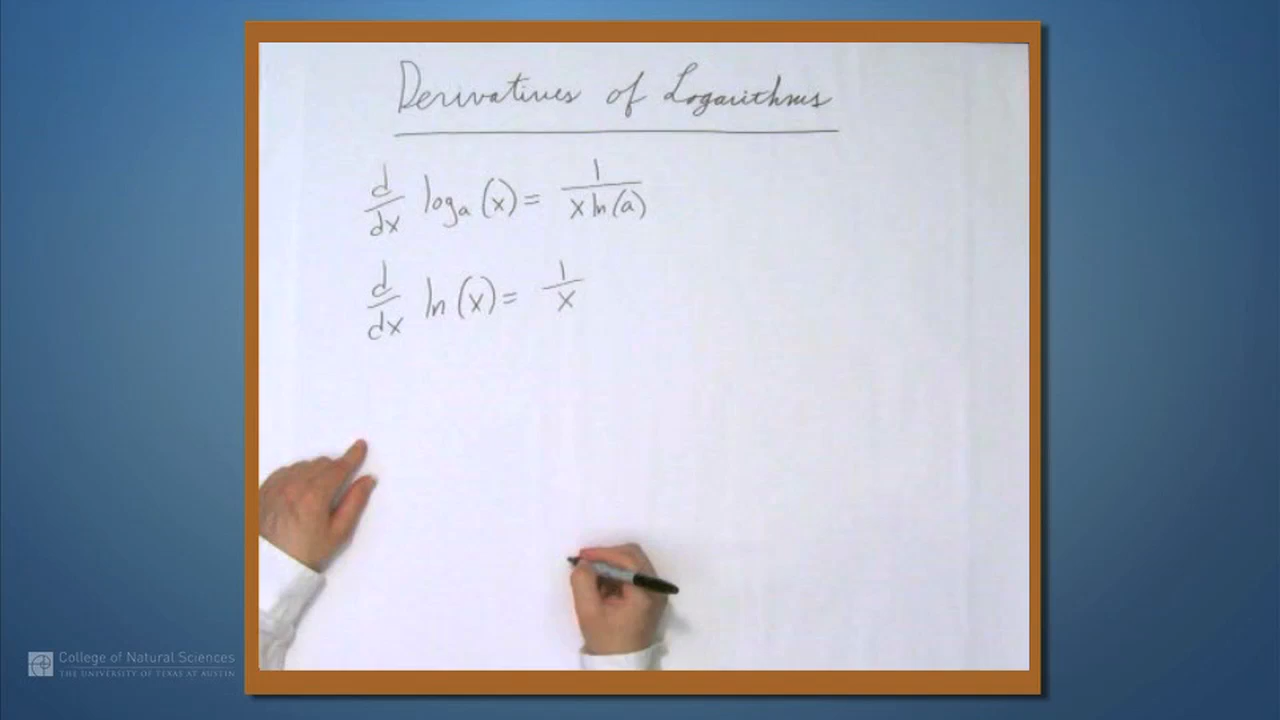 Derivatives of Logarithms
d/dx log_a (x) = 1/(x ln(a))
d/dx ln(x) = 1/x
College of Natural Sciences
THE UNIVERSITY OF TEXAS AT AUSTIN